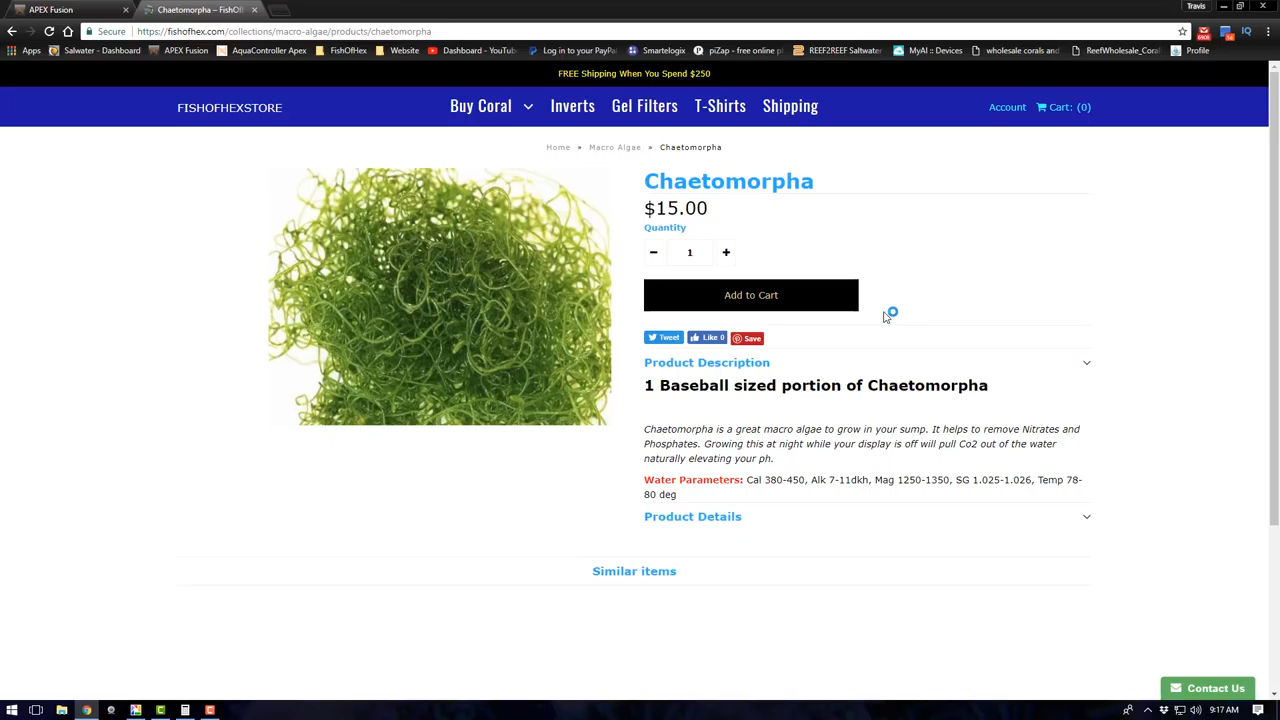 APEX Fusion
Chaetomorpha – FishOf
Travis
Secure
https://fishofhex.com/collections/macro-algae/products/chaetomorpha
Apps
Salwater - Dashboard
APEX Fusion
AquaController Apex
FishOfHex
Website
Dashboard - YouTu
Log in to your PayPal
Smartelogix
piZap - free online p
REEF2REEF Saltwater
MyAI :: Devices
wholesale corals and
ReefWholesale_Coral
Profile
FREE Shipping When You Spend $250
FISHOFHEXSTORE
Buy Coral
Inverts
Gel Filters
T-Shirts
Shipping
Account
Cart: (0)
Home » Macro Algae » Chaetomorpha
Chaetomorpha
$15.00
Quantity
− 1 +
Add to Cart
Tweet
Like 0
Save
Product Description
1 Baseball sized portion of Chaetomorpha
Chaetomorpha is a great macro algae to grow in your sump. It helps to remove Nitrates and
Phosphates. Growing this at night while your display is off will pull Co2 out of the water
naturally elevating your ph.
Water Parameters: Cal 380-450, Alk 7-11dkh, Mag 1250-1350, SG 1.025-1.026, Temp 78-
80 deg
Product Details
Similar items
Contact Us
9:17 AM